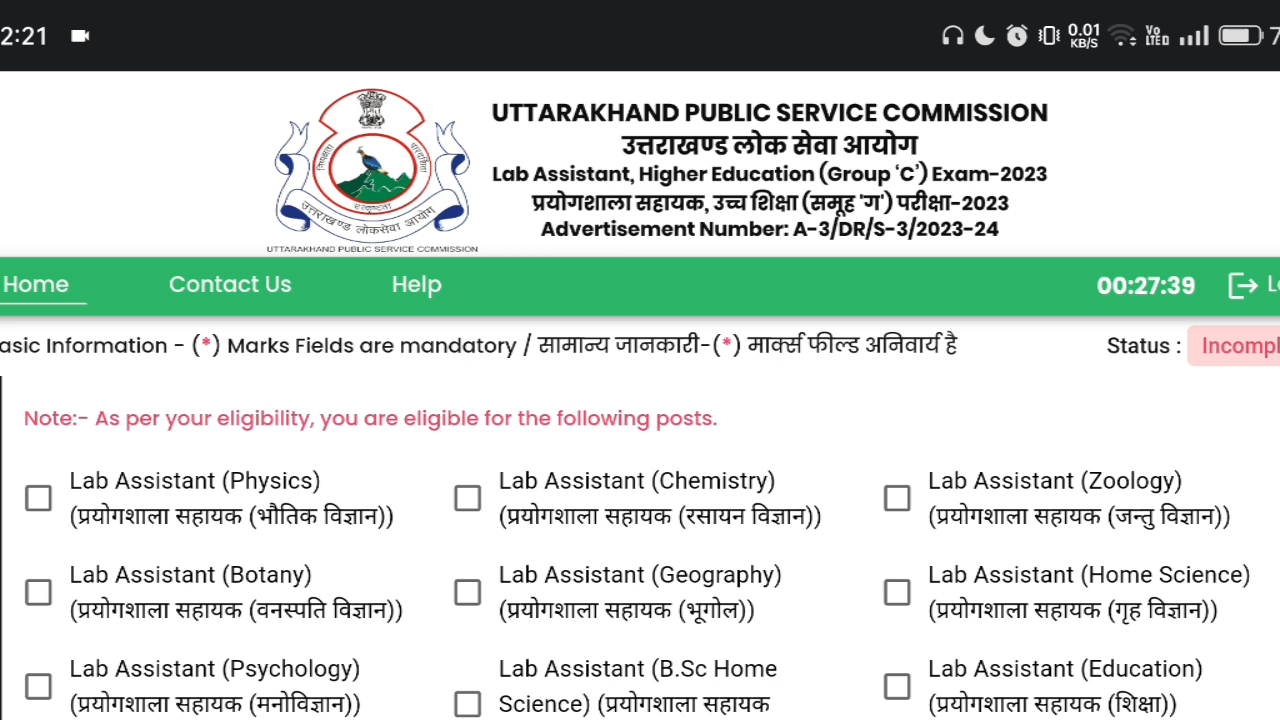 2:21
0.01
KB/S
Vo
LTED
7
UTTARAKHAND PUBLIC SERVICE COMMISSION
उत्तराखण्ड लोक सेवा आयोग
Lab Assistant, Higher Education (Group ‘C’) Exam-2023
प्रयोगशाला सहायक, उच्च शिक्षा (समूह 'ग') परीक्षा-2023
Advertisement Number: A-3/DR/S-3/2023-24
उत्तराखण्ड लोकसेवा आयोग
UTTARAKHAND PUBLIC SERVICE COMMISSION
Home Contact Us Help 00:27:39
asic Information - (*) Marks Fields are mandatory / सामान्य जानकारी-(*) मार्क्स फील्ड अनिवार्य है Status : Incompl
Note:- As per your eligibility, you are eligible for the following posts.
Lab Assistant (Physics) Lab Assistant (Chemistry) Lab Assistant (Zoology)
(प्रयोगशाला सहायक (भौतिक विज्ञान)) (प्रयोगशाला सहायक (रसायन विज्ञान)) (प्रयोगशाला सहायक (जन्तु विज्ञान))
Lab Assistant (Botany) Lab Assistant (Geography) Lab Assistant (Home Science)
(प्रयोगशाला सहायक (वनस्पति विज्ञान)) (प्रयोगशाला सहायक (भूगोल)) (प्रयोगशाला सहायक (गृह विज्ञान))
Lab Assistant (Psychology) Lab Assistant (B.Sc Home Lab Assistant (Education)
(प्रयोगशाला सहायक (मनोविज्ञान)) Science) (प्रयोगशाला सहायक (प्रयोगशाला सहायक (शिक्षा))